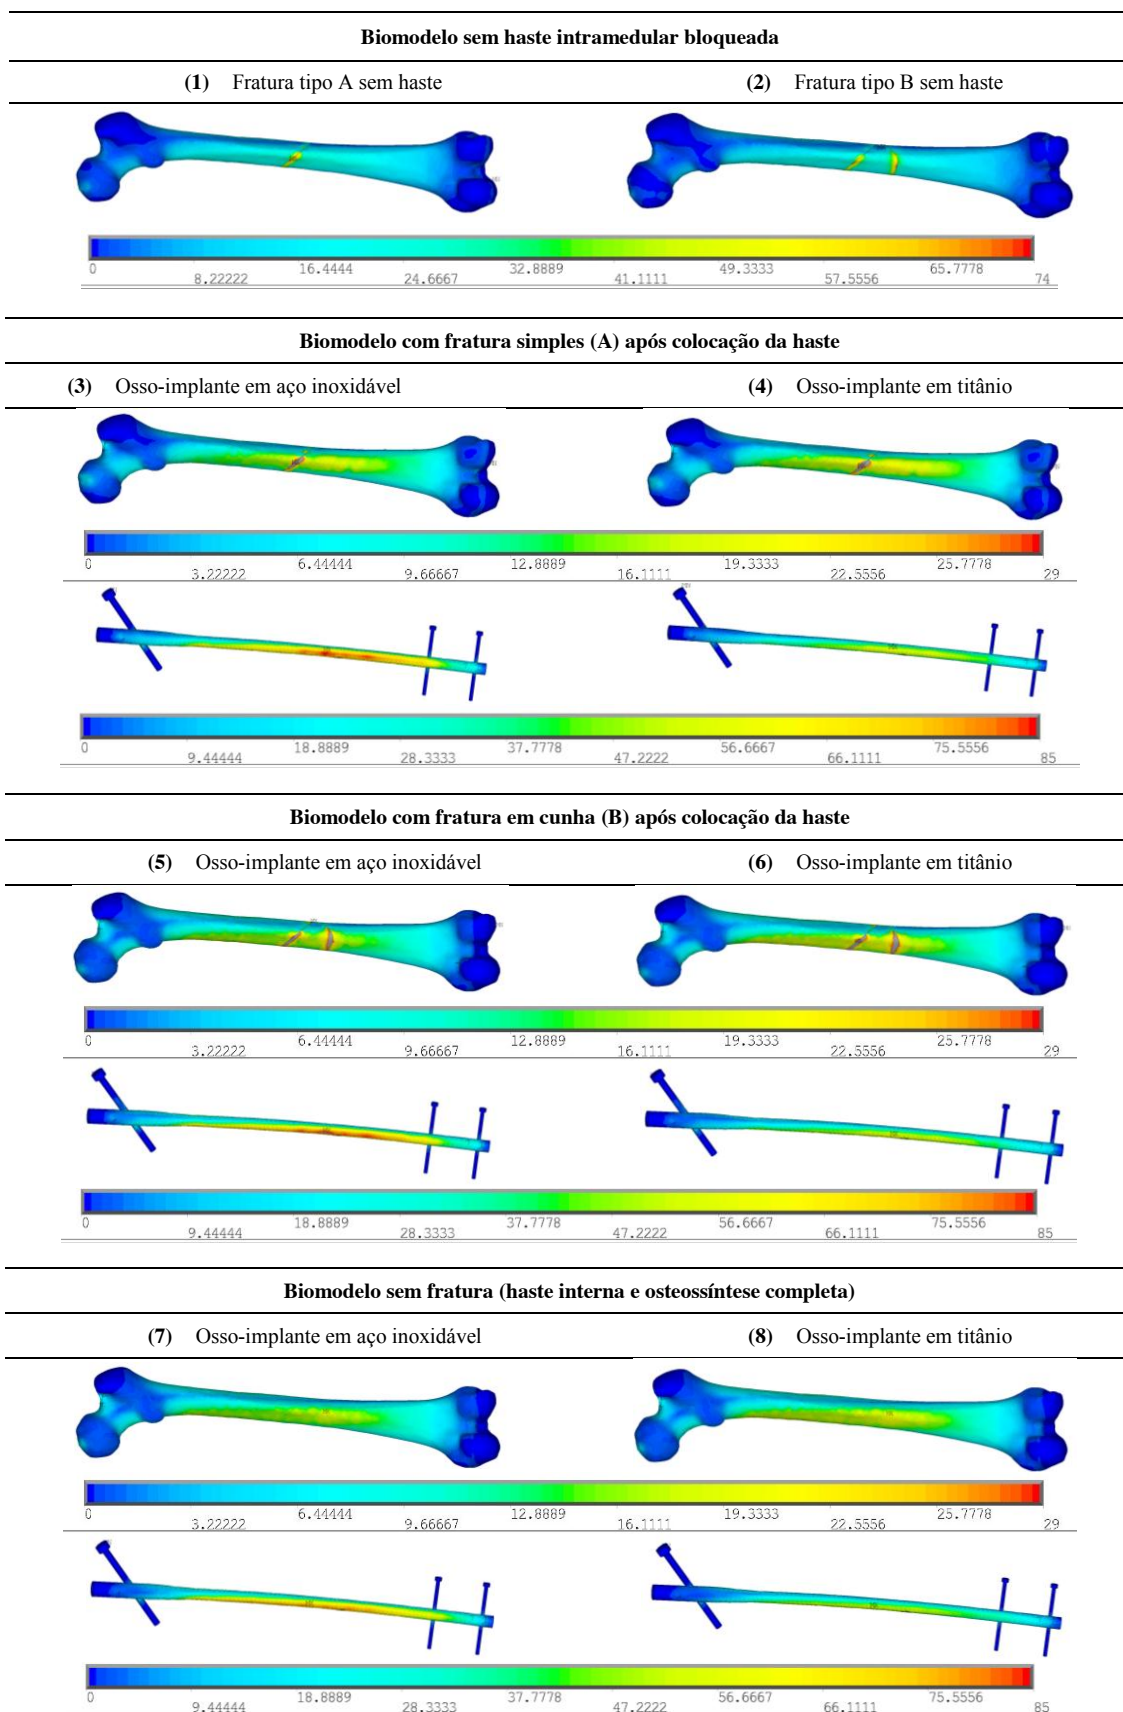 Biomodelo sem haste intramedular bloqueada
(1) Fratura tipo A sem haste (2) Fratura tipo B sem haste
0 16.4444 32.8889 49.3333 65.7778
8.22222 24.6667 41.1111 57.5556 74
Biomodelo com fratura simples (A) após colocação da haste
(3) Osso-implante em aço inoxidável (4) Osso-implante em titânio
0 6.44444 12.8889 19.3333 25.7778
3.22222 9.66667 16.1111 22.5556 29
0 18.8889 37.7778 56.6667 75.5556
9.44444 28.3333 47.2222 66.1111 85
Biomodelo com fratura em cunha (B) após colocação da haste
(5) Osso-implante em aço inoxidável (6) Osso-implante em titânio
0 6.44444 12.8889 19.3333 25.7778
3.22222 9.66667 16.1111 22.5556 29
0 18.8889 37.7778 56.6667 75.5556
9.44444 28.3333 47.2222 66.1111 85
Biomodelo sem fratura (haste interna e osteossíntese completa)
(7) Osso-implante em aço inoxidável (8) Osso-implante em titânio
0 6.44444 12.8889 19.3333 25.7778
3.22222 9.66667 16.1111 22.5556 29
0 18.8889 37.7778 56.6667 75.5556
9.44444 28.3333 47.2222 66.1111 85